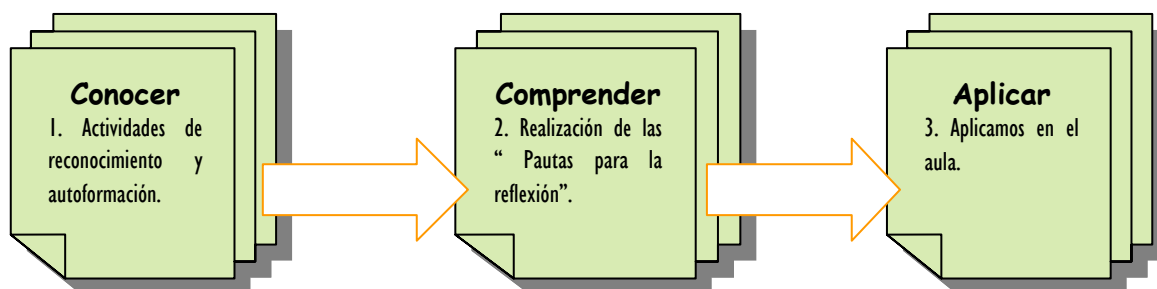 Conocer
1. Actividades de
reconocimiento y
autoformación.
Comprender
2. Realización de las
“ Pautas para la
reflexión”.
Aplicar
3. Aplicamos en el
aula.